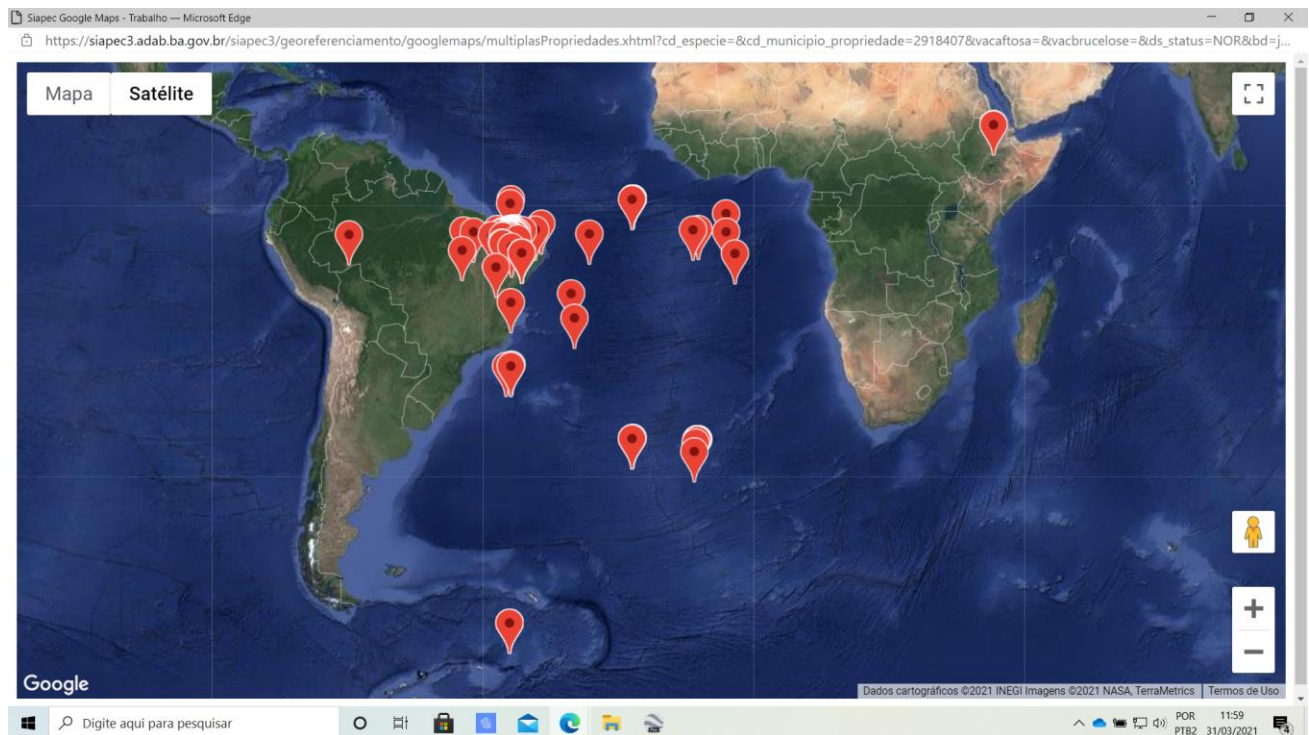 Siapec Google Maps - Trabalho — Microsoft Edge
https://siapec3.adab.ba.gov.br/siapec3/georeferenciamento/googlemaps/multiplasPropriedades.xhtml?cd_especie=&cd_municipio_propriedade=2918407&vacaftosa=&vacbrucelose=&ds_status=NOR&bd=j...
Mapa Satélite
Google
Dados cartográficos ©2021 INEGI Imagens ©2021 NASA, TerraMetrics Termos de Uso
Digite aqui para pesquisar
POR 11:59
PTB2 31/03/2021
4